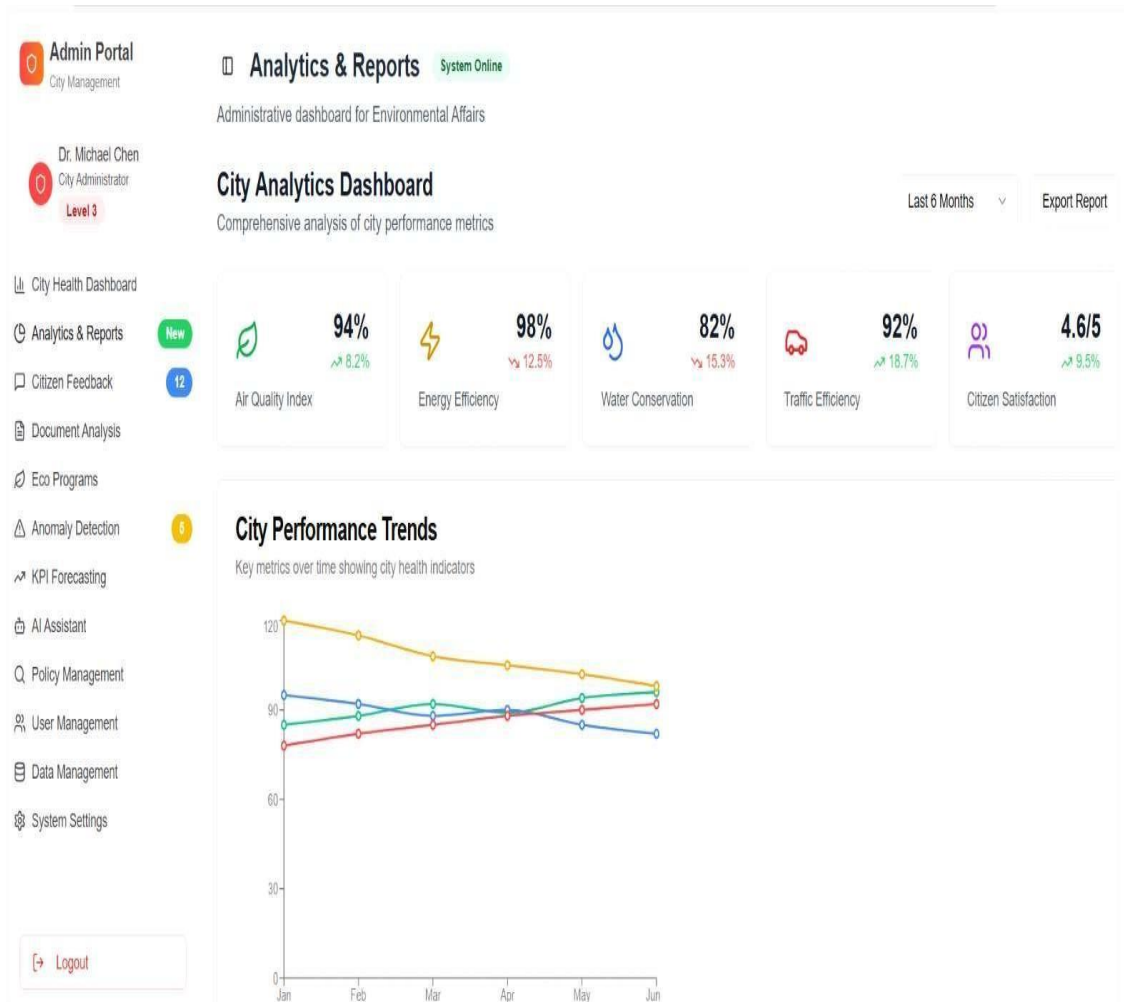 Admin Portal
City Management
Dr. Michael Chen
City Administrator
Level 3
City Health Dashboard
Analytics & Reports New
Citizen Feedback 12
Document Analysis
Eco Programs
Anomaly Detection 5
KPI Forecasting
AI Assistant
Policy Management
User Management
Data Management
System Settings
Logout
Analytics & Reports System Online
Administrative dashboard for Environmental Affairs
City Analytics Dashboard
Comprehensive analysis of city performance metrics
Last 6 Months
Export Report
94%
8.2%
Air Quality Index
98%
12.5%
Energy Efficiency
82%
15.3%
Water Conservation
92%
18.7%
Traffic Efficiency
4.6/5
9.5%
Citizen Satisfaction
City Performance Trends
Key metrics over time showing city health indicators
120
90
60
30
0
Jan Feb Mar Apr May Jun